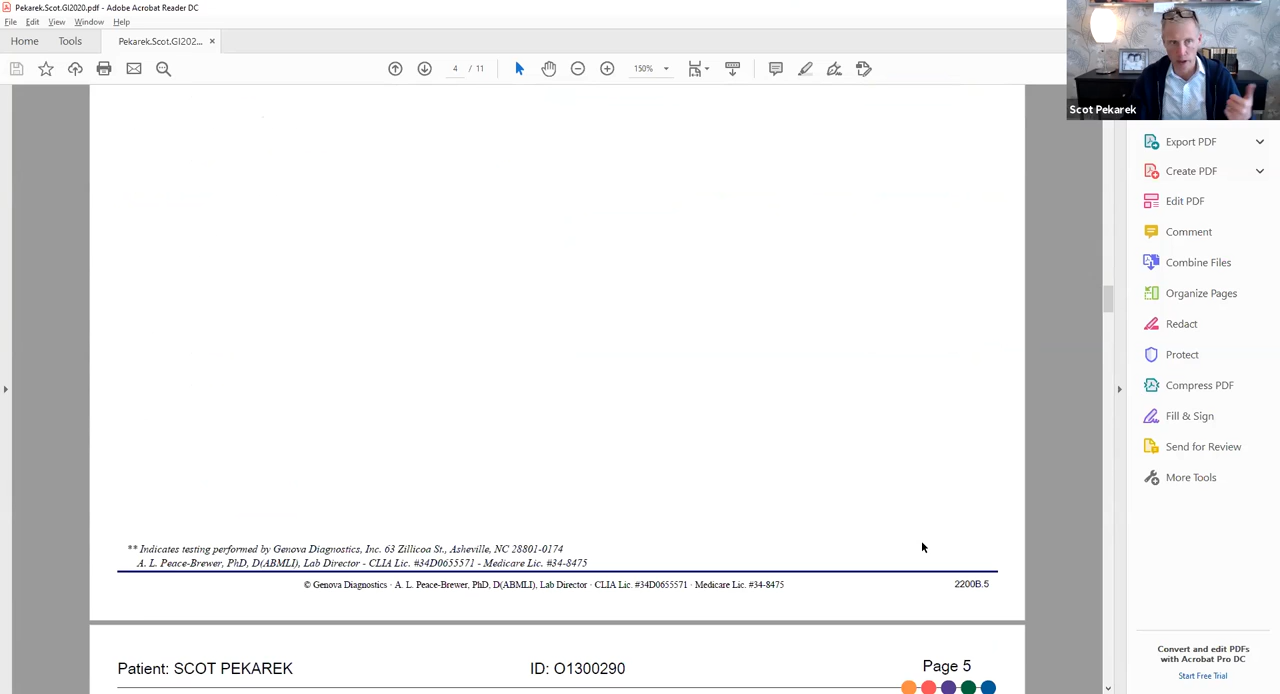 Pekarek.Scot.GI2020.pdf - Adobe Acrobat Reader DC
File Edit View Window Help
Home Tools Pekarek.Scot.GI202... ×
4 / 11 150%
Scot Pekarek
Export PDF
Create PDF
Edit PDF
Comment
Combine Files
Organize Pages
Redact
Protect
Compress PDF
Fill & Sign
Send for Review
More Tools
** Indicates testing performed by Genova Diagnostics, Inc. 63 Zillicoa St., Asheville, NC 28801-0174
A. L. Peace-Brewer, PhD, D(ABMLI), Lab Director - CLIA Lic. #34D0655571 - Medicare Lic. #34-8475
© Genova Diagnostics · A. L. Peace-Brewer, PhD, D(ABMLI), Lab Director · CLIA Lic. #34D0655571 · Medicare Lic. #34-8475
2200B.5
Patient: SCOT PEKAREK ID: O1300290 Page 5
Convert and edit PDFs
with Acrobat Pro DC
Start Free Trial